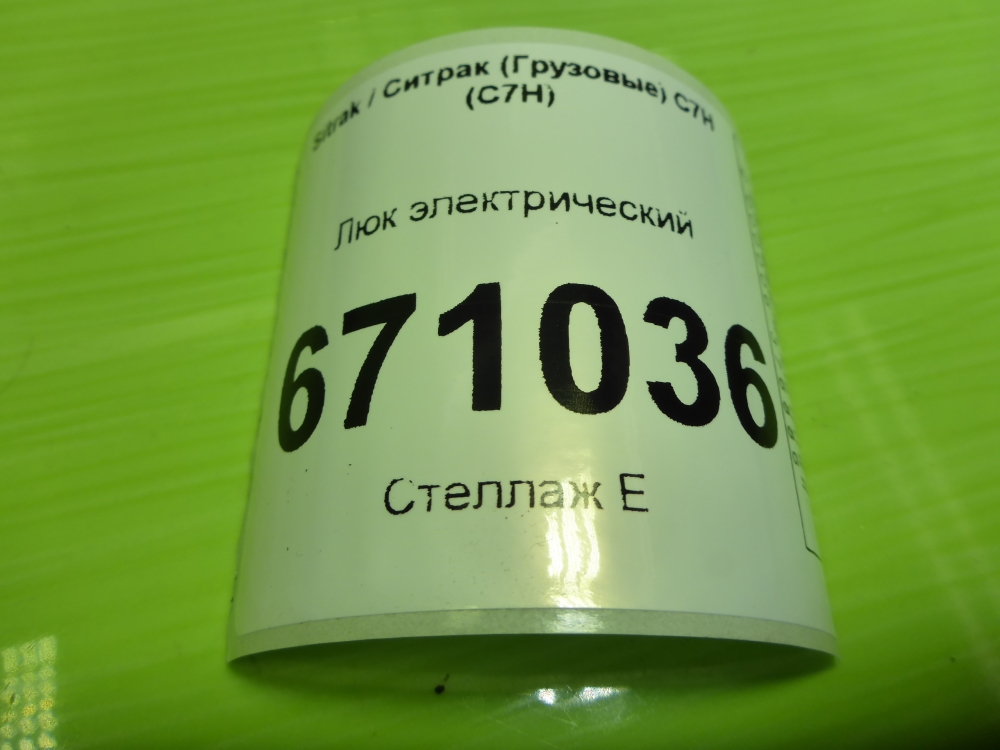 Sitrak / Ситрак (Грузовые) C7H
(C7H)
Люк электрический
671036
Стеллаж Е